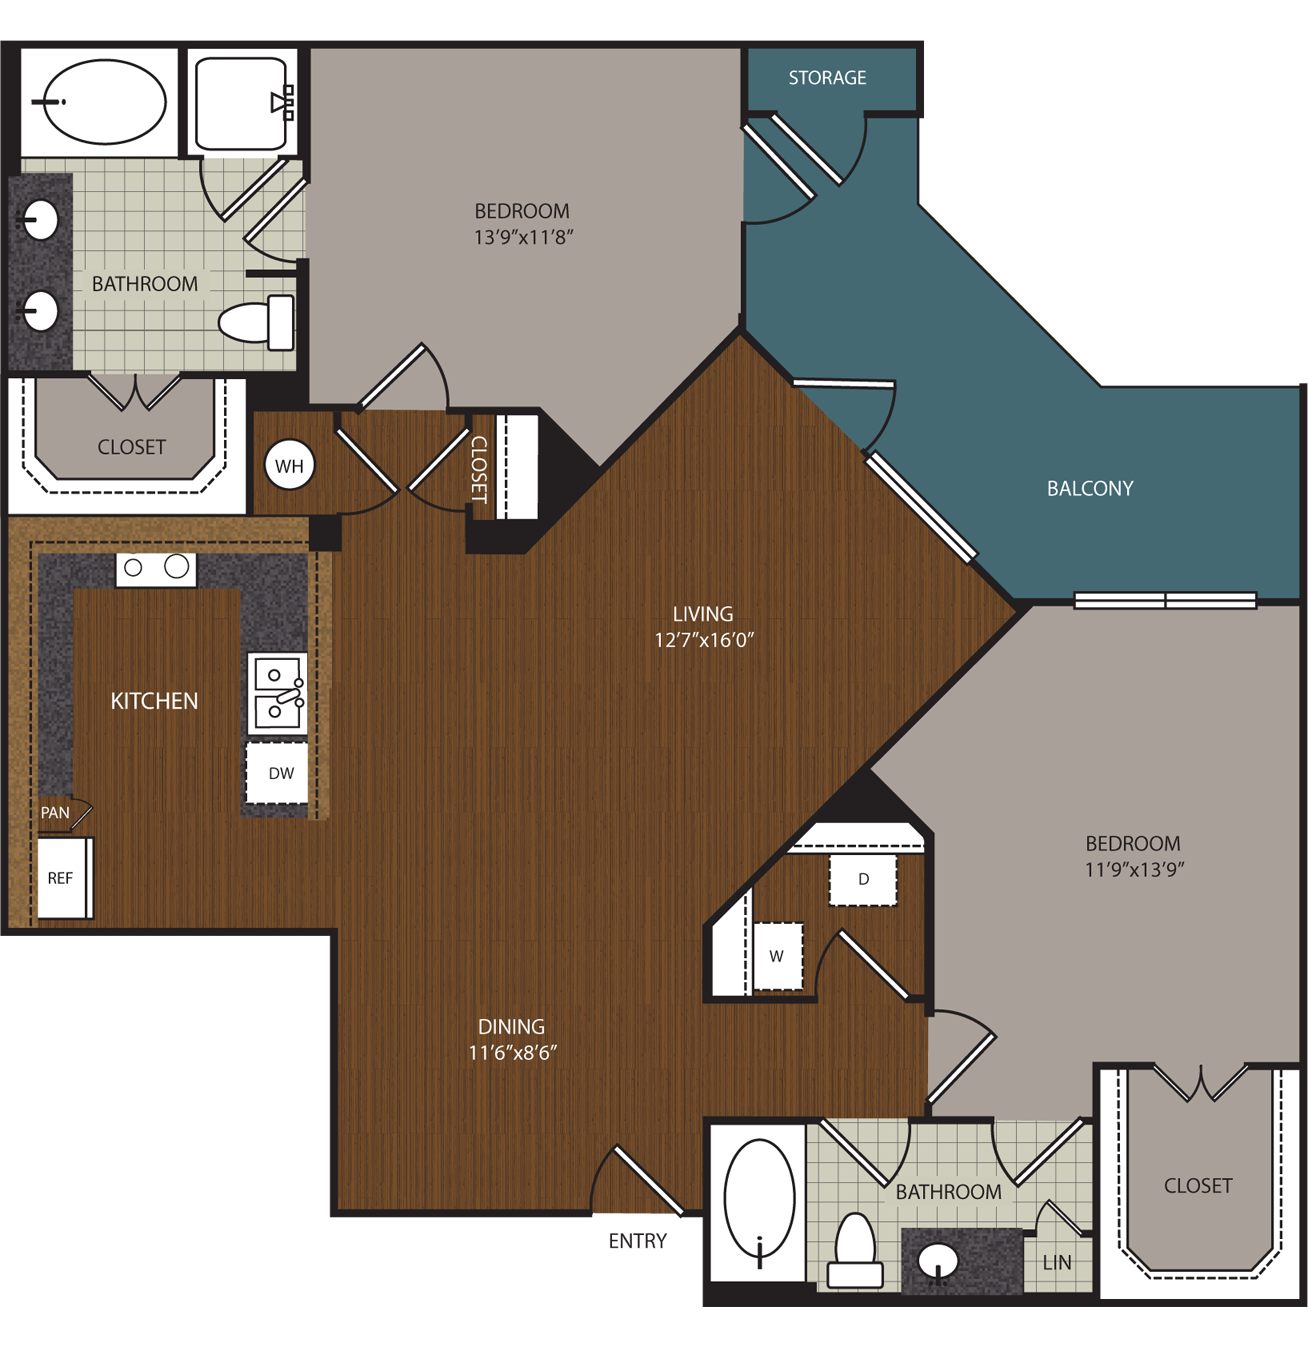 STORAGE
BEDROOM
13’9”x11’8”
BATHROOM
CLOSET
WH
CLOSET
BALCONY
LIVING
12’7”x16’0”
KITCHEN
DW
PAN
REF
BEDROOM
11’9”x13’9”
D
W
DINING
11’6”x8’6”
BATHROOM
CLOSET
ENTRY
LIN